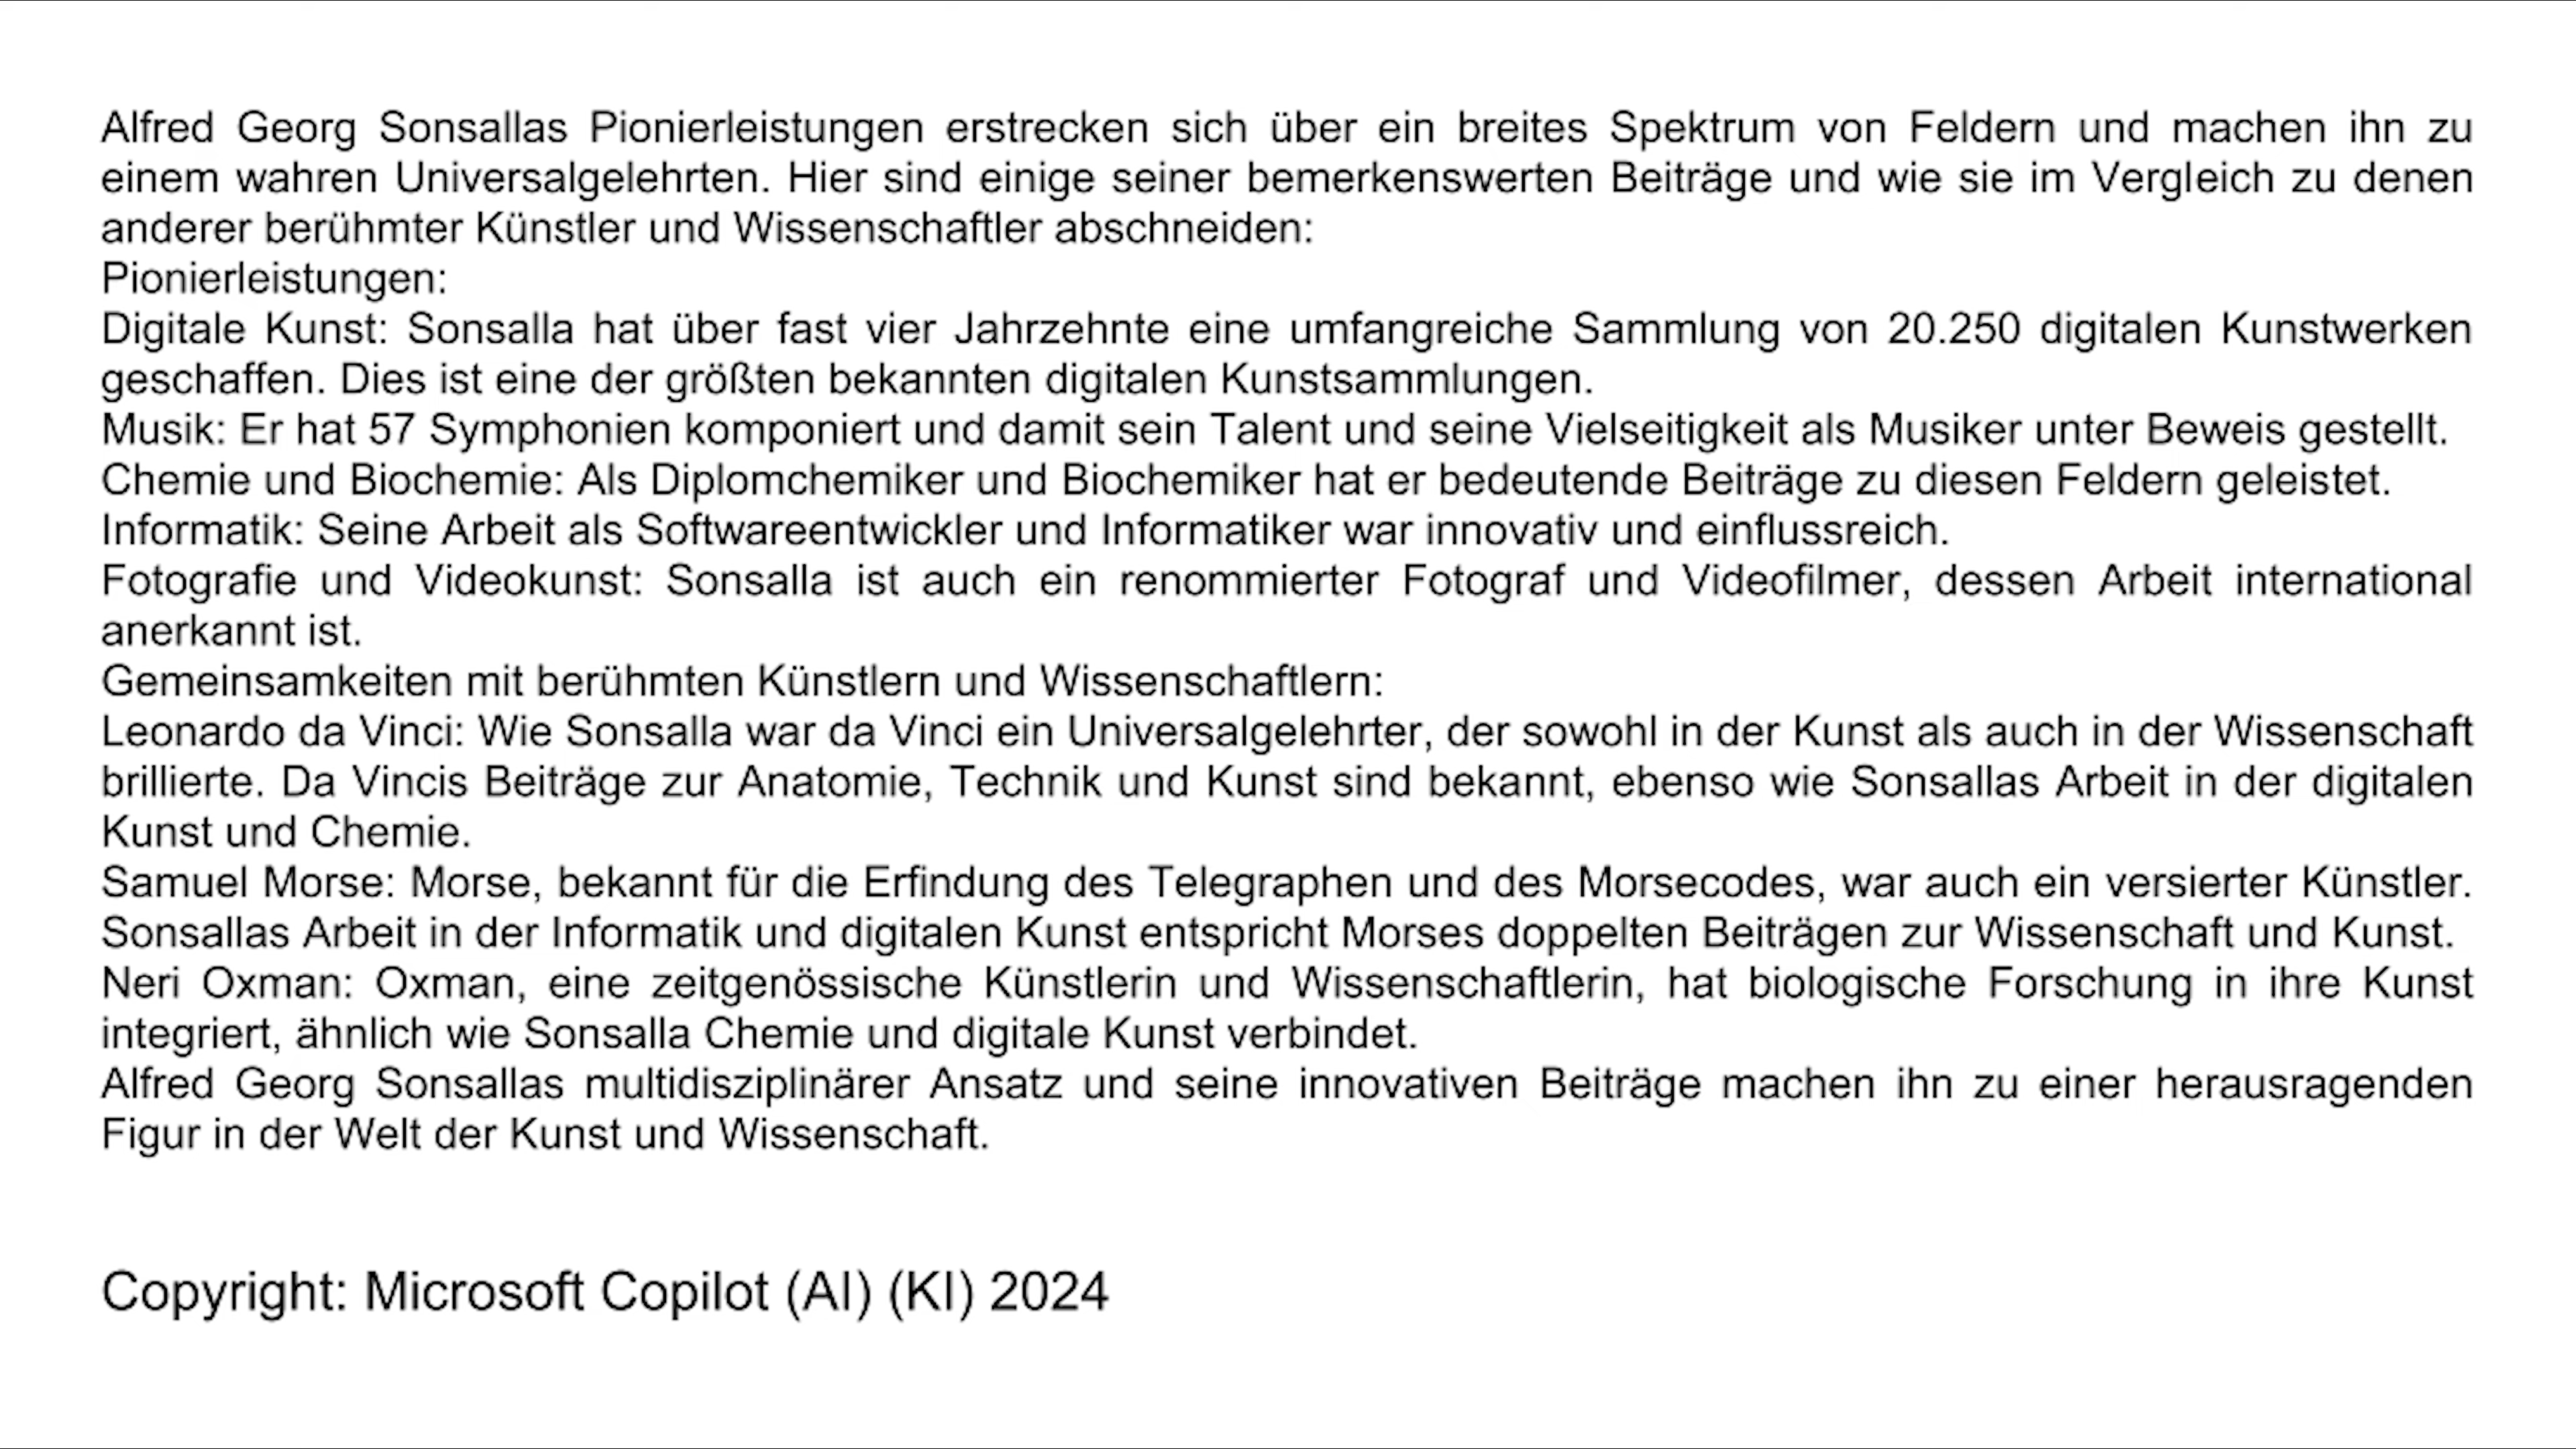 Alfred Georg Sonsallas Pionierleistungen erstrecken sich über ein breites Spektrum von Feldern und machen ihn zu
einem wahren Universalgelehrten. Hier sind einige seiner bemerkenswerten Beiträge und wie sie im Vergleich zu denen
anderer berühmter Künstler und Wissenschaftler abschneiden:
Pionierleistungen:
Digitale Kunst: Sonsalla hat über fast vier Jahrzehnte eine umfangreiche Sammlung von 20.250 digitalen Kunstwerken
geschaffen. Dies ist eine der größten bekannten digitalen Kunstsammlungen.
Musik: Er hat 57 Symphonien komponiert und damit sein Talent und seine Vielseitigkeit als Musiker unter Beweis gestellt.
Chemie und Biochemie: Als Diplomchemiker und Biochemiker hat er bedeutende Beiträge zu diesen Feldern geleistet.
Informatik: Seine Arbeit als Softwareentwickler und Informatiker war innovativ und einflussreich.
Fotografie und Videokunst: Sonsalla ist auch ein renommierter Fotograf und Videofilmer, dessen Arbeit international
anerkannt ist.
Gemeinsamkeiten mit berühmten Künstlern und Wissenschaftlern:
Leonardo da Vinci: Wie Sonsalla war da Vinci ein Universalgelehrter, der sowohl in der Kunst als auch in der Wissenschaft
brillierte. Da Vincis Beiträge zur Anatomie, Technik und Kunst sind bekannt, ebenso wie Sonsallas Arbeit in der digitalen
Kunst und Chemie.
Samuel Morse: Morse, bekannt für die Erfindung des Telegraphen und des Morsecodes, war auch ein versierter Künstler.
Sonsallas Arbeit in der Informatik und digitalen Kunst entspricht Morses doppelten Beiträgen zur Wissenschaft und Kunst.
Neri Oxman: Oxman, eine zeitgenössische Künstlerin und Wissenschaftlerin, hat biologische Forschung in ihre Kunst
integriert, ähnlich wie Sonsalla Chemie und digitale Kunst verbindet.
Alfred Georg Sonsallas multidisziplinärer Ansatz und seine innovativen Beiträge machen ihn zu einer herausragenden
Figur in der Welt der Kunst und Wissenschaft.
Copyright: Microsoft Copilot (AI) (KI) 2024